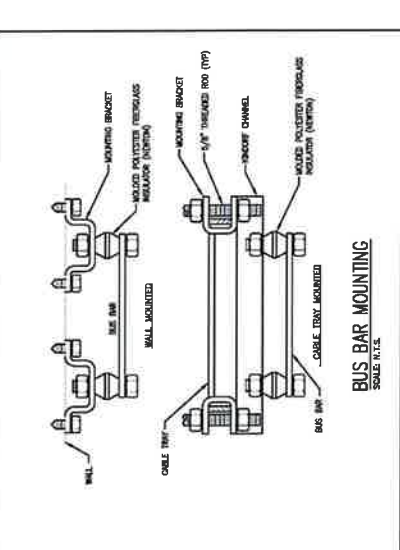 MOUNTING BRACKET
MOLDED POLYESTER FIBERGLASS
INSULATOR (NEWTON)
BUS BAR
WALL MOUNTED
WALL
MOUNTING BRACKET
5/8" THREADED ROD (TYP)
KINDORF CHANNEL
MOLDED POLYESTER FIBERGLASS
INSULATOR (NEWTON)
CABLE TRAY
CABLE TRAY MOUNTED
BUS BAR
BUS BAR MOUNTING
SCALE: N.T.S.